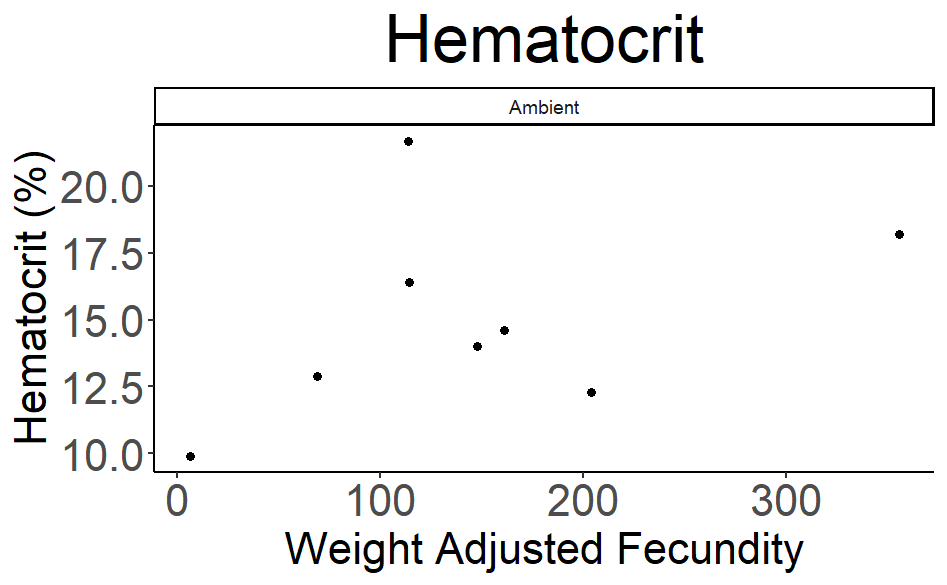 Hematocrit
Ambient
Hematocrit (%)
20.0
17.5
15.0
12.5
10.0
0 100 200 300
Weight Adjusted Fecundity